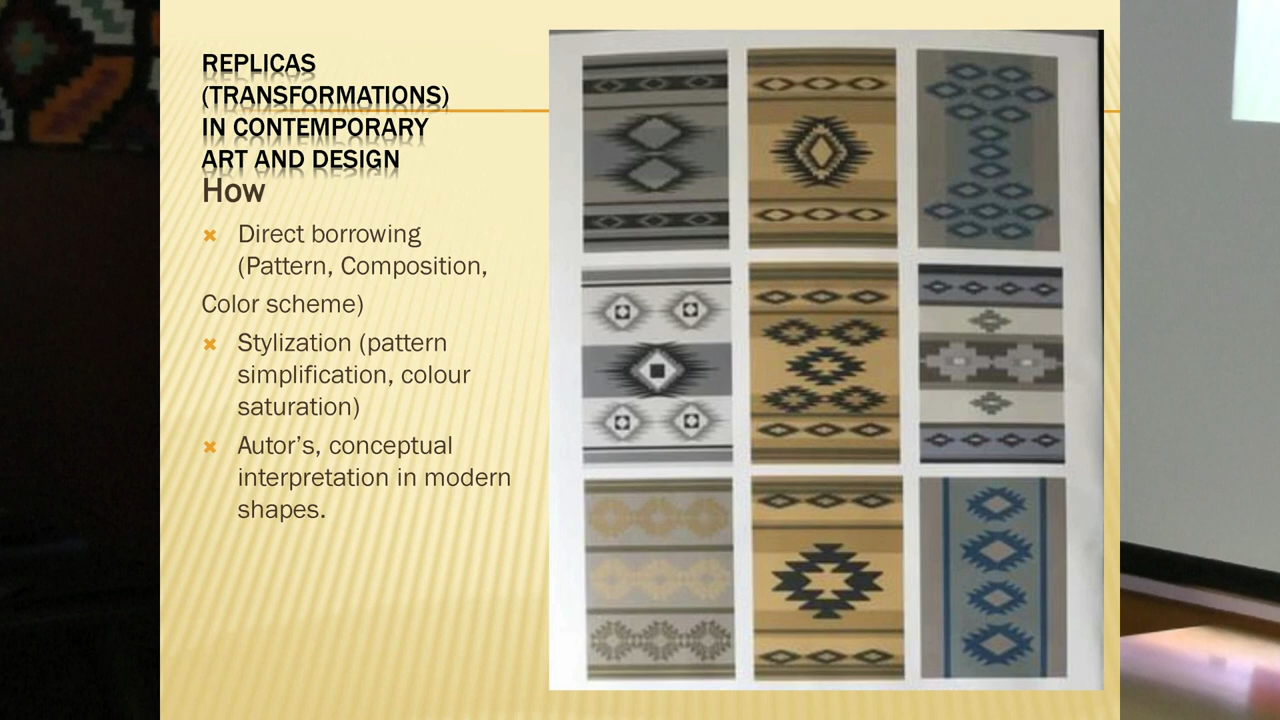 REPLICAS
(TRANSFORMATIONS)
IN CONTEMPORARY
ART AND DESIGN
How
Direct borrowing
(Pattern, Composition,
Color scheme)
Stylization (pattern
simplification, colour
saturation)
Autor's, conceptual
interpretation in modern
shapes.